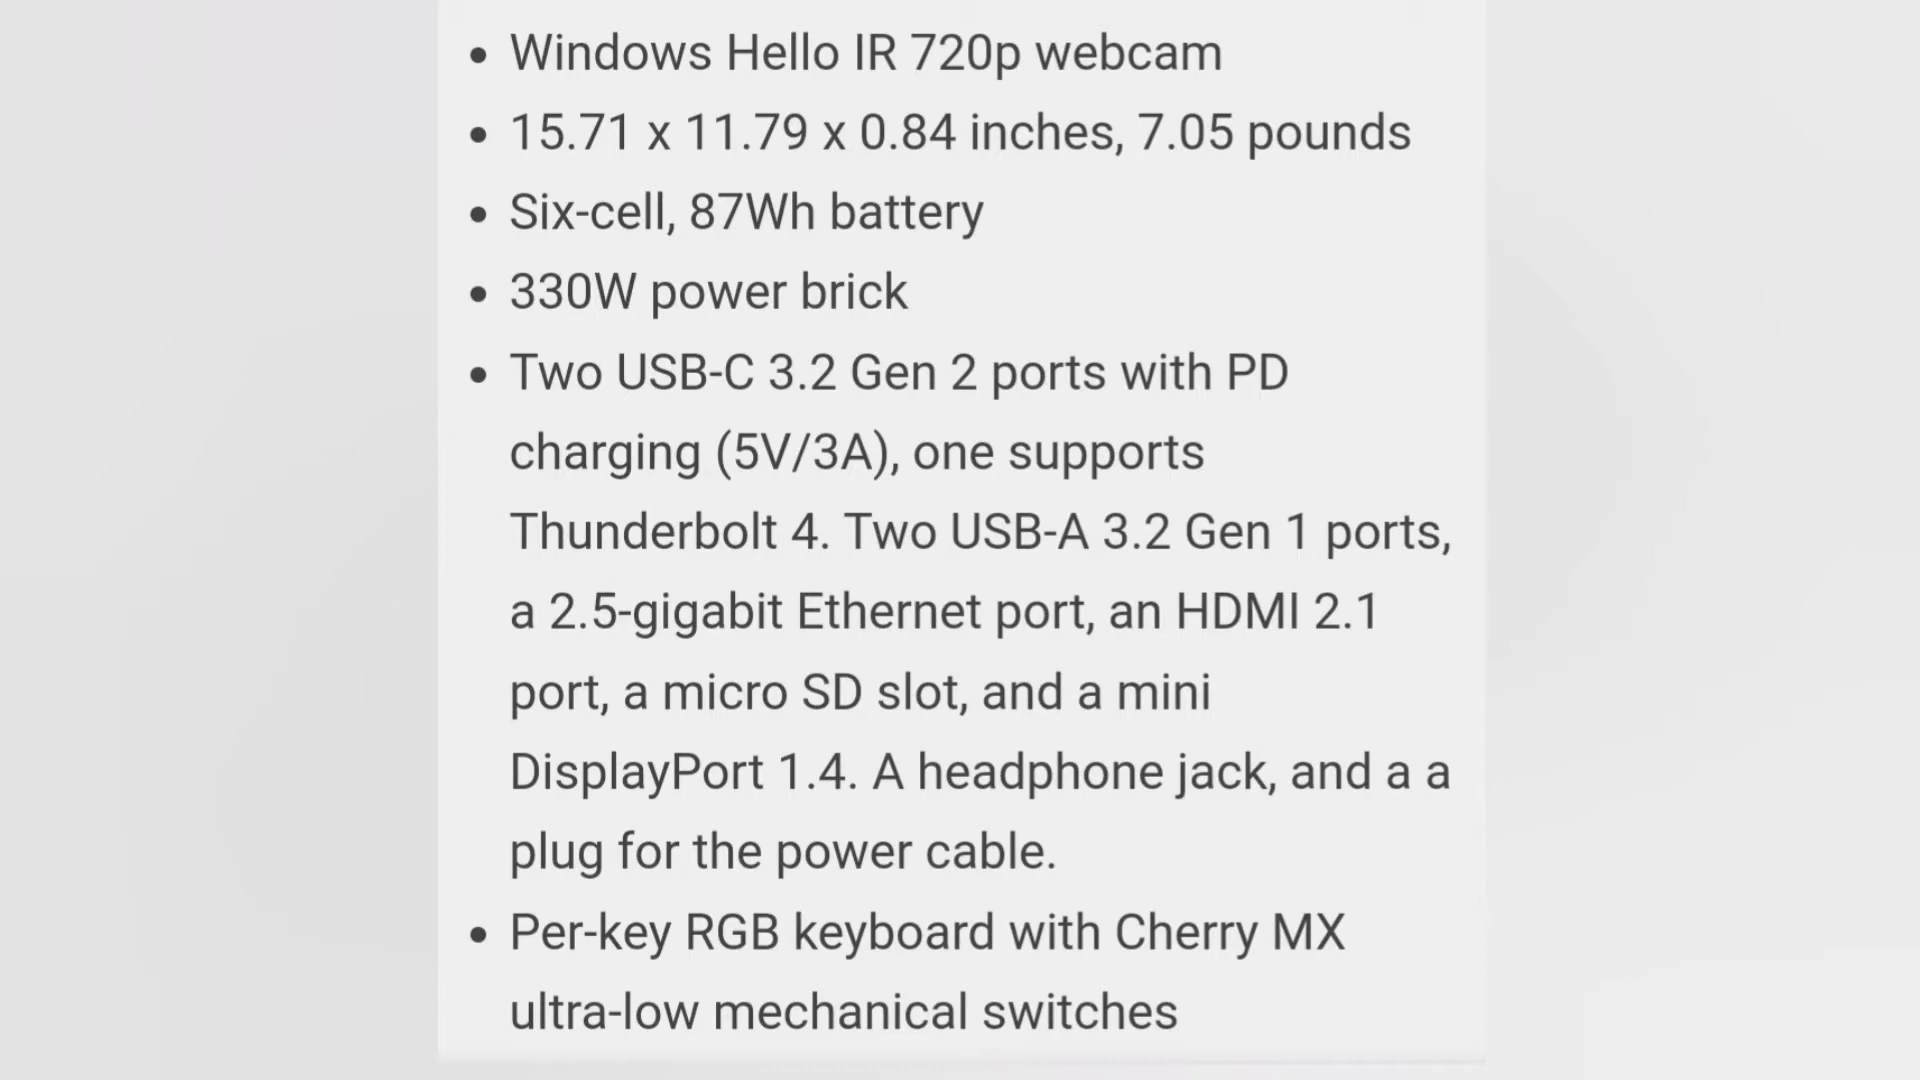 • Windows Hello IR 720p webcam
• 15.71 x 11.79 x 0.84 inches, 7.05 pounds
• Six-cell, 87Wh battery
• 330W power brick
• Two USB-C 3.2 Gen 2 ports with PD
charging (5V/3A), one supports
Thunderbolt 4. Two USB-A 3.2 Gen 1 ports,
a 2.5-gigabit Ethernet port, an HDMI 2.1
port, a micro SD slot, and a mini
DisplayPort 1.4. A headphone jack, and a a
plug for the power cable.
• Per-key RGB keyboard with Cherry MX
ultra-low mechanical switches